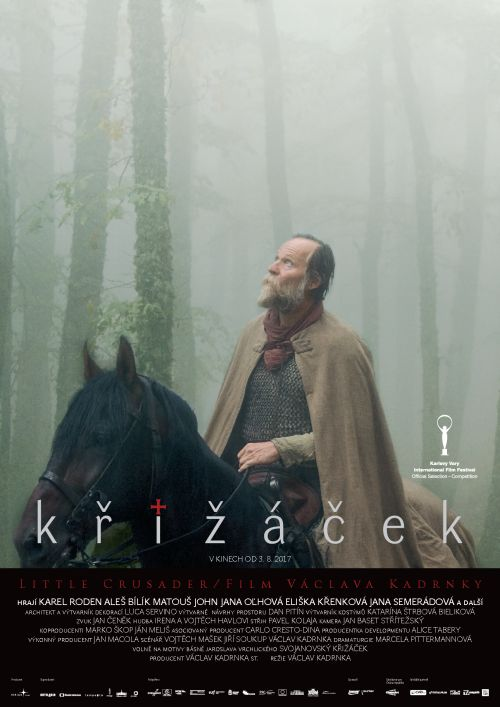 Karlovy Vary
International Film Festival
Official Selection - Competition
křižáček
V KINECH OD 3. 8. 2017
LITTLE CRUSADER/FILM VÁCLAVA KADRNKY
HRAJÍ KAREL RODEN ALEŠ BÍLÍK MATOUŠ JOHN JANA OĽHOVÁ ELIŠKA KŘENKOVÁ JANA SEMERÁDOVÁ A DALŠÍ
ARCHITEKT A VÝTVARNÍK DEKORACÍ LUCA SERVINO VÝTVARNÉ NÁVRHY PROSTORU DAN PITÍN VÝTVARNÍK KOSTÝMŮ KATARÍNA ŠTRBOVÁ BIELIKOVÁ
ZVUK JAN ČENĚK HUDBA IRENA A VOJTĚCH HAVLOVI STŘIH PAVEL KOLAJA KAMERA JAN BASET STŘÍTEŽSKÝ
KOPRODUCENTI MARKO ŠKOP JÁN MELIŠ ASOCIOVANÝ PRODUCENT CARLO CRESTO-DINA PRODUCENTKA DEVELOPMENTU ALICE TABERY
VÝKONNÝ PRODUCENT JAN MACOLA SCÉNÁŘ VOJTĚCH MAŠEK JIŘÍ SOUKUP VÁCLAV KADRNKA DRAMATURGIE MARCELA PITTERMANNOVÁ
VOLNĚ NA MOTIVY BÁSNĚ JAROSLAVA VRCHLICKÉHO SVOJANOVSKÝ KŘIŽÁČEK
PRODUCENT VÁCLAV KADRNKA ST. REŽIE VÁCLAV KADRNKA